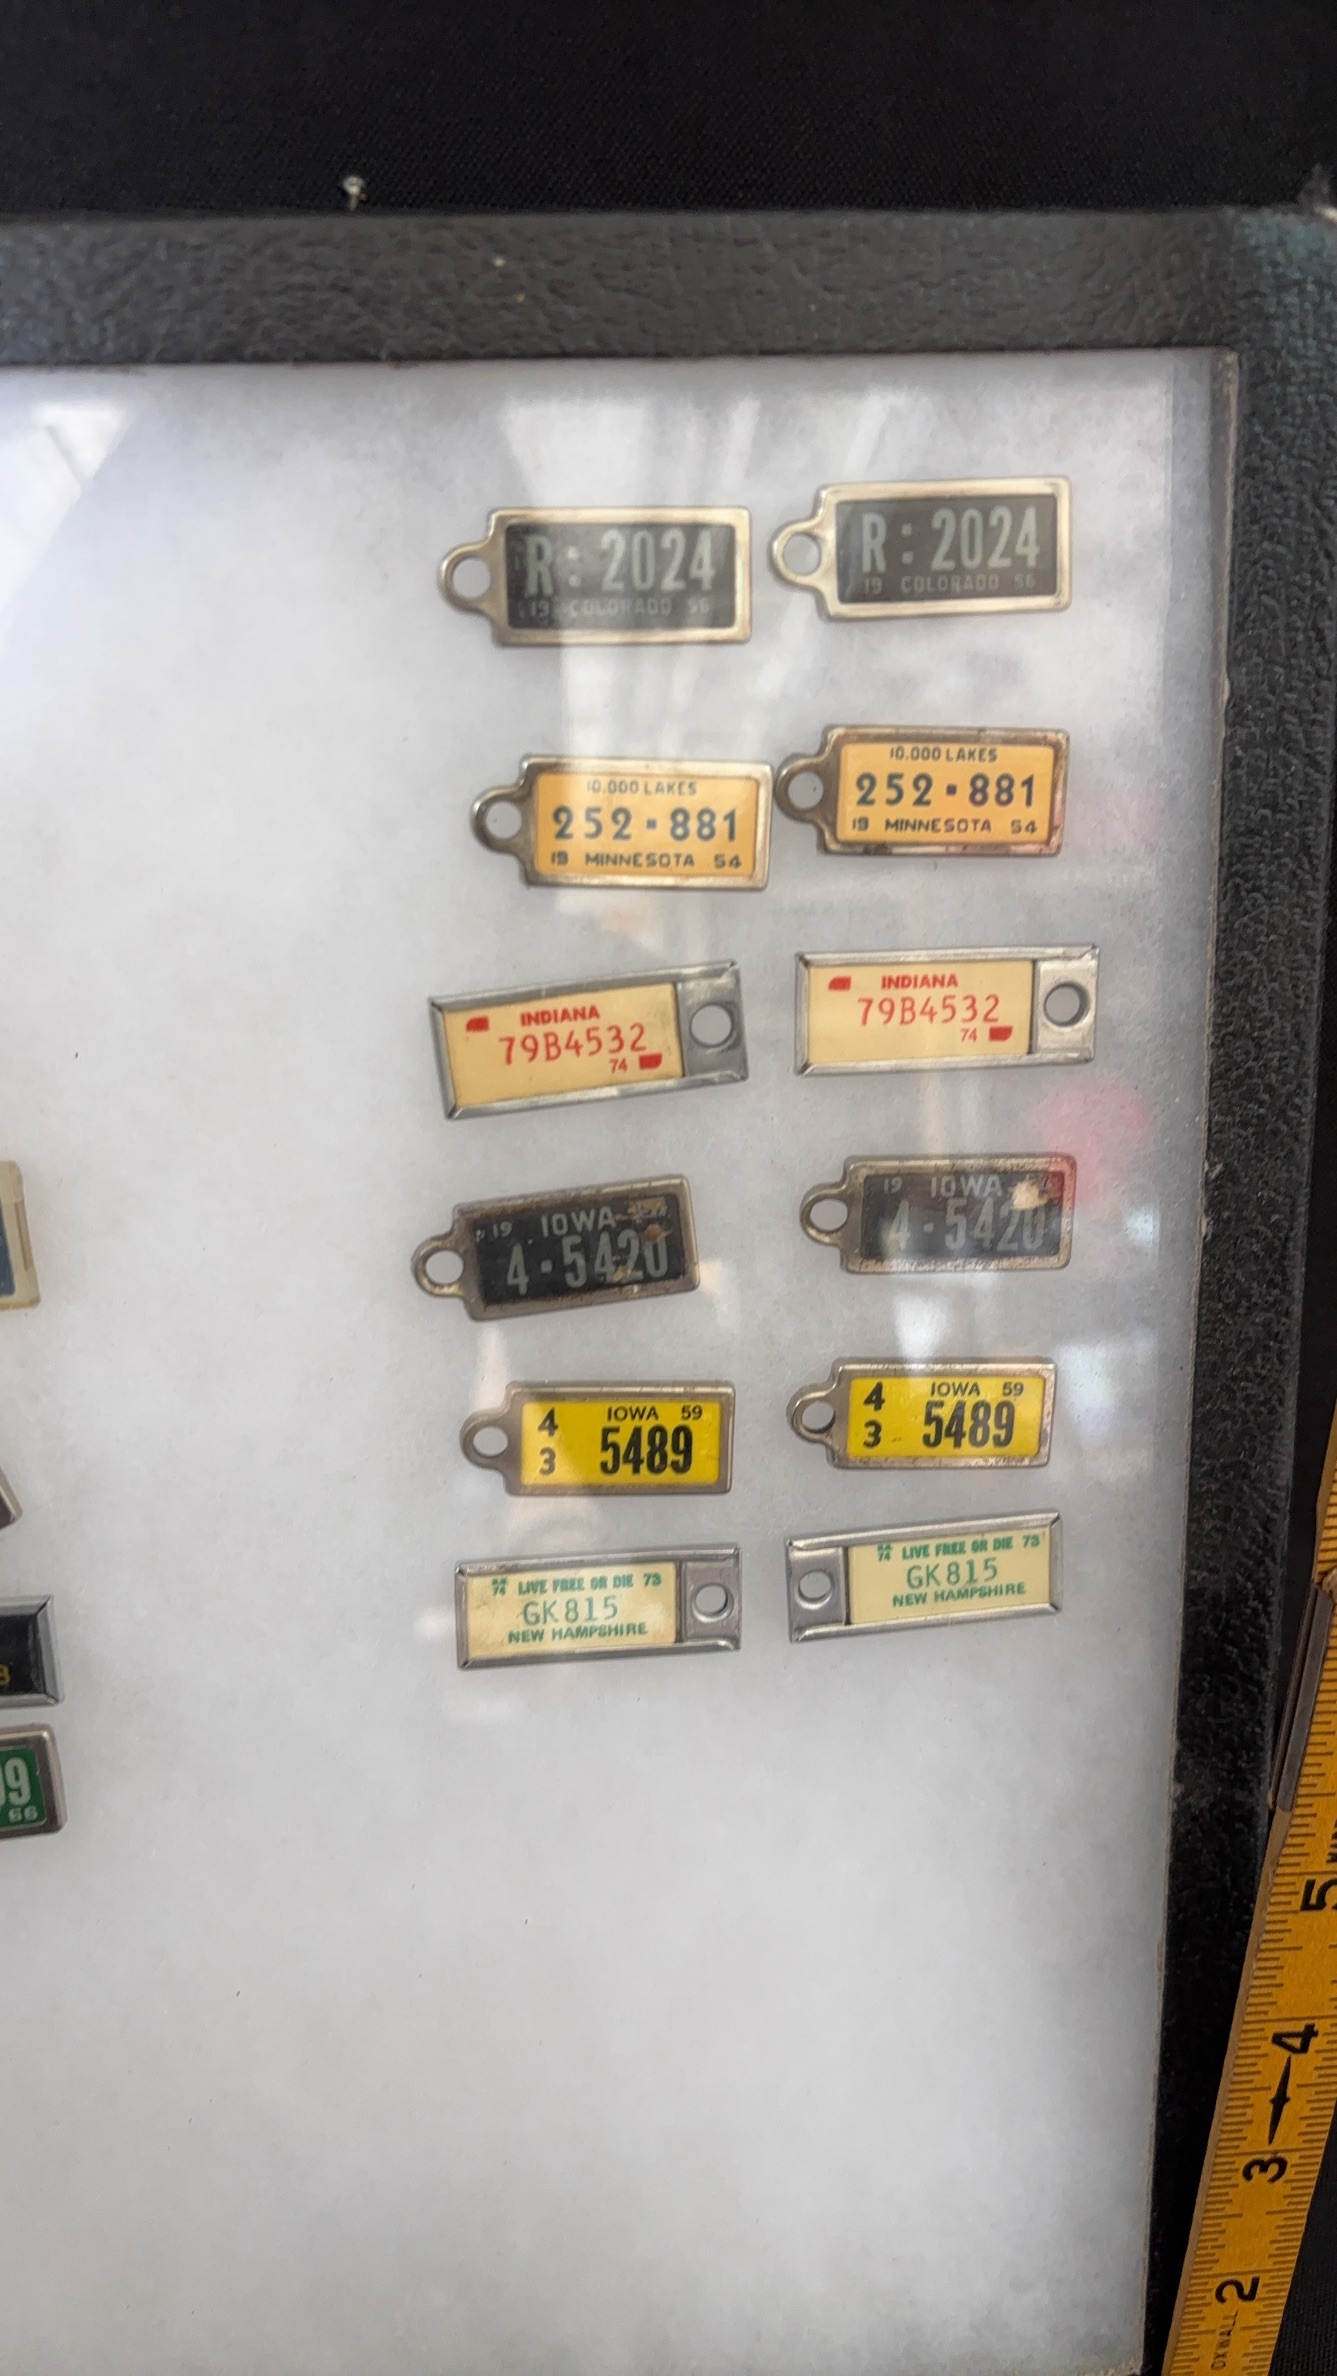 R: 2024
19 COLORADO 56
R: 2024
19 COLORADO 56
10,000 LAKES
252-881
19 MINNESOTA 54
10,000 LAKES
252-881
19 MINNESOTA 54
INDIANA
79B4532
74
INDIANA
79B4532
74
19 IOWA
4-5420
19 IOWA
4-5420
4 IOWA 59
3 5489
4 IOWA 59
3 5489
74 LIVE FREE OR DIE 73
GK815
NEW HAMPSHIRE
74 LIVE FREE OR DIE 73
GK815
NEW HAMPSHIRE
9
66
5
4
3
2